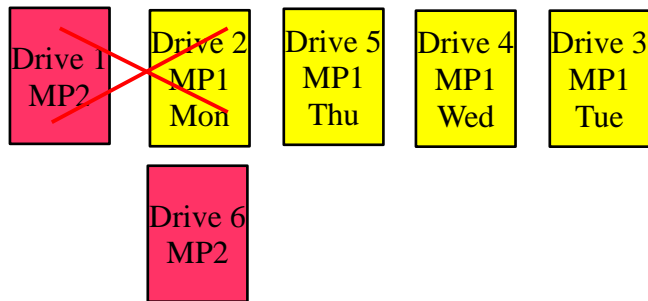 Drive 1
MP2
Drive 2
MP1
Mon
Drive 5
MP1
Thu
Drive 4
MP1
Wed
Drive 3
MP1
Tue
Drive 6
MP2